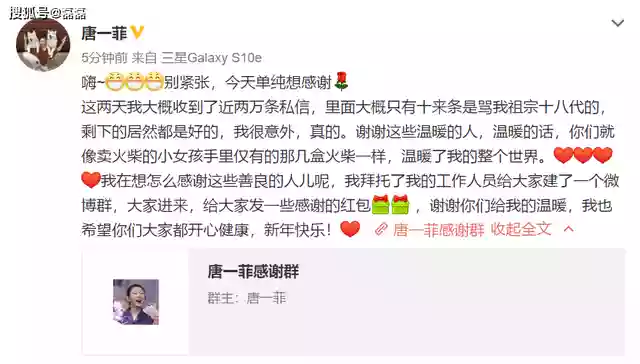 搜狐号@磊磊
唐一菲
5分钟前 来自 三星Galaxy S10e
嗨~😁😁😁别紧张，今天单纯想感谢🌹
这两天我大概收到了近两万条私信，里面大概只有十来条是骂我祖宗十八代的，
剩下的居然都是好的，我很意外，真的。谢谢这些温暖的人，温暖的话，你们就
像卖火柴的小女孩手里仅有的那几盒火柴一样，温暖了我的整个世界。❤❤❤
❤我在想怎么感谢这些善良的人儿呢，我拜托了我的工作人员给大家建了一个微
博群，大家进来，给大家发一些感谢的红包🎁🎁，谢谢你们给我的温暖，我也
希望你们大家都开心健康，新年快乐！❤ 唐一菲感谢群 收起全文
唐一菲感谢群
群主：唐一菲